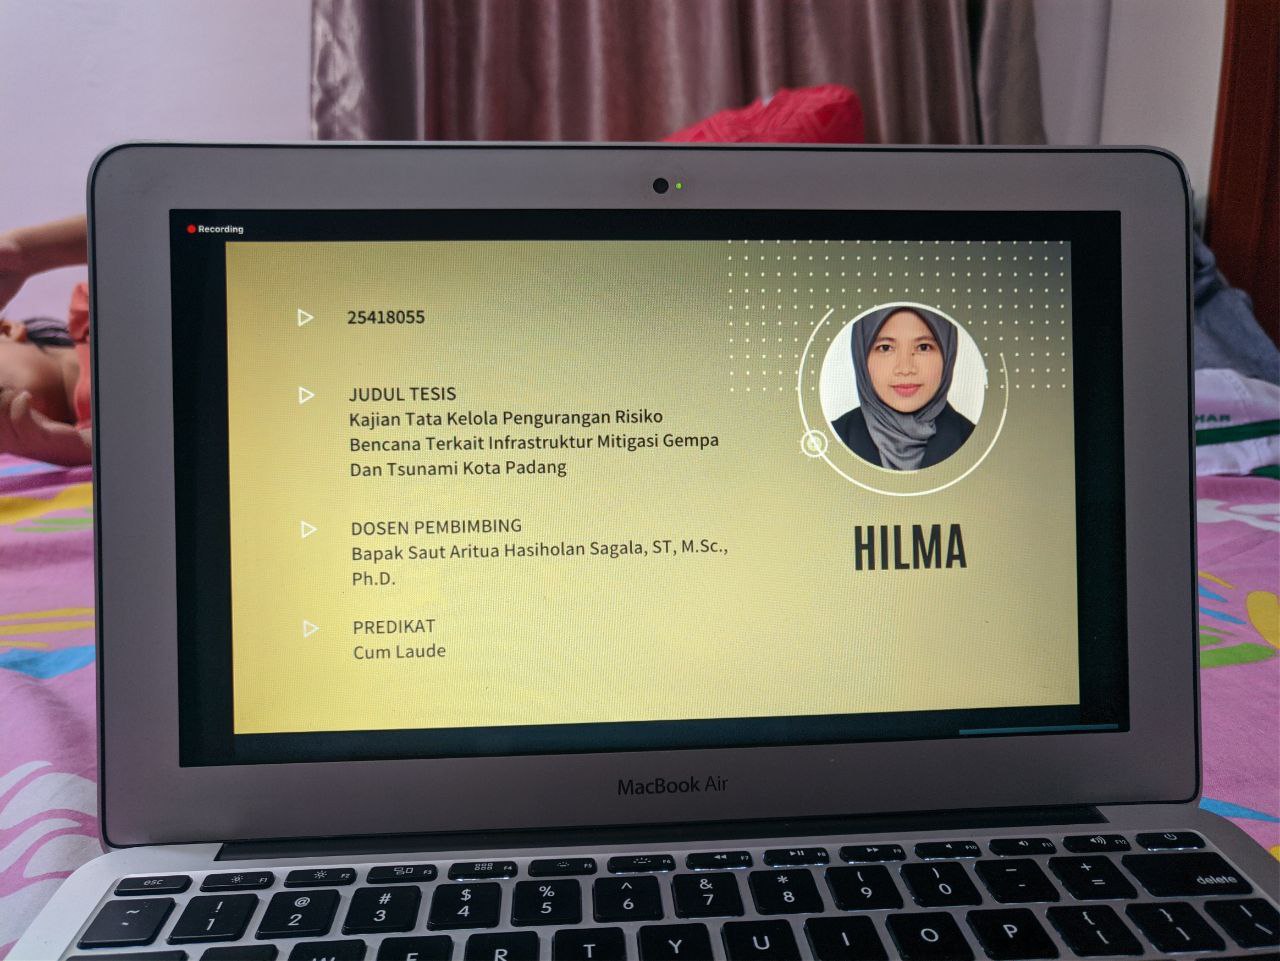 Recording
25418055
JUDUL TESIS
Kajian Tata Kelola Pengurangan Risiko
Bencana Terkait Infrastruktur Mitigasi Gempa
Dan Tsunami Kota Padang
DOSEN PEMBIMBING
Bapak Saut Aritua Hasiholan Sagala, ST, M.Sc.,
Ph.D.
PREDIKAT
Cum Laude
HILMA
HAR
MacBook Air
esc F1 F2 F3 F4 F5 F6 F7 F8 F9 F10 F11 F12
~ ! @ # $ % ^ & * ( ) - + delete
1 2 3 4 5 6 7 8 9 0 - =
E R T Y U I O P { [ } ] \